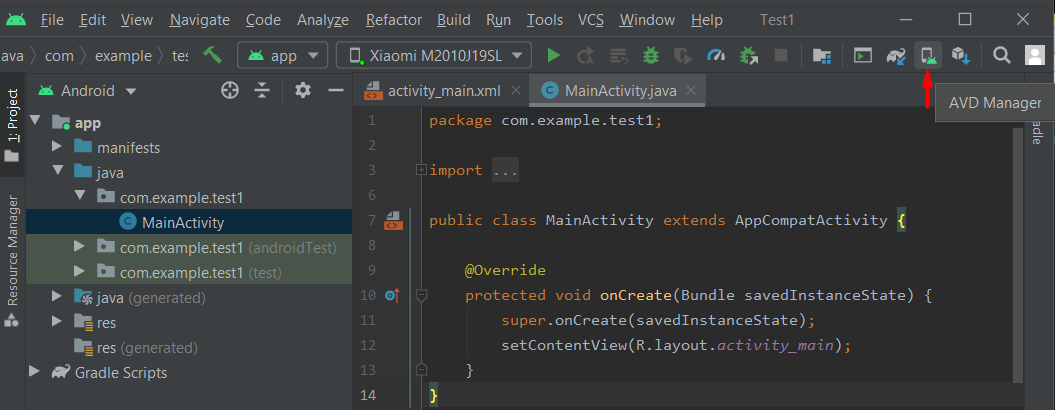 File Edit View Navigate Code Analyze Refactor Build Run Tools VCS Window Help Test1
ava com example tes app Xiaomi M2010J19SL
1: Project
Resource Manager
Android
app
manifests
java
com.example.test1
MainActivity
com.example.test1 (androidTest)
com.example.test1 (test)
java (generated)
res
res (generated)
Gradle Scripts
activity_main.xml MainActivity.java
AVD Manager
adle
1 package com.example.test1;
2
3 import ...
6
7 public class MainActivity extends AppCompatActivity {
8
9 @Override
10 protected void onCreate(Bundle savedInstanceState) {
11 super.onCreate(savedInstanceState);
12 setContentView(R.layout.activity_main);
13 }
14 }